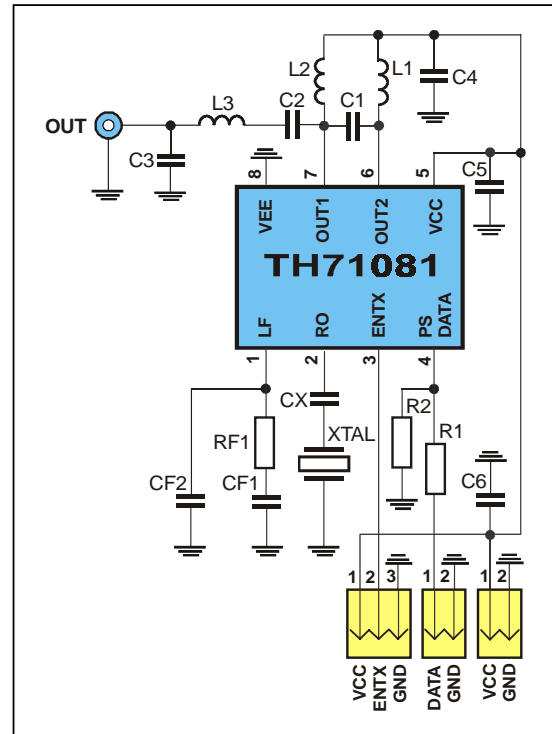 L2
L1
C4
L3
C2
C1
OUT
C3
C5
8
7
6
5
VEE
OUT1
OUT2
VCC
TH71081
LF
RO
ENTX
PS
DATA
1
2
3
4
CX
R2
R1
RF1
XTAL
C6
CF2
CF1
1 2 3
1 2
1 2
VCC
ENTX
GND
DATA
GND
VCC
GND